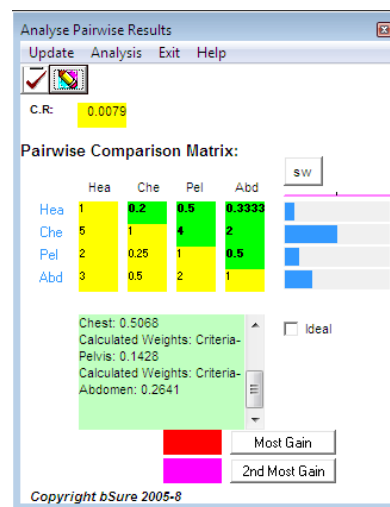 Analyse Pairwise Results
Update Analysis Exit Help
C.R: 0.0079
Pairwise Comparison Matrix:
sw
Hea Che Pel Abd
Hea 1 0.2 0.5 0.3333
Che 5 1 4 2
Pel 2 0.25 1 0.5
Abd 3 0.5 2 1
Chest: 0.5068
Calculated Weights: Criteria-
Pelvis: 0.1428
Calculated Weights: Criteria-
Abdomen: 0.2641
Ideal
Most Gain
2nd Most Gain
Copyright bSure 2005-8